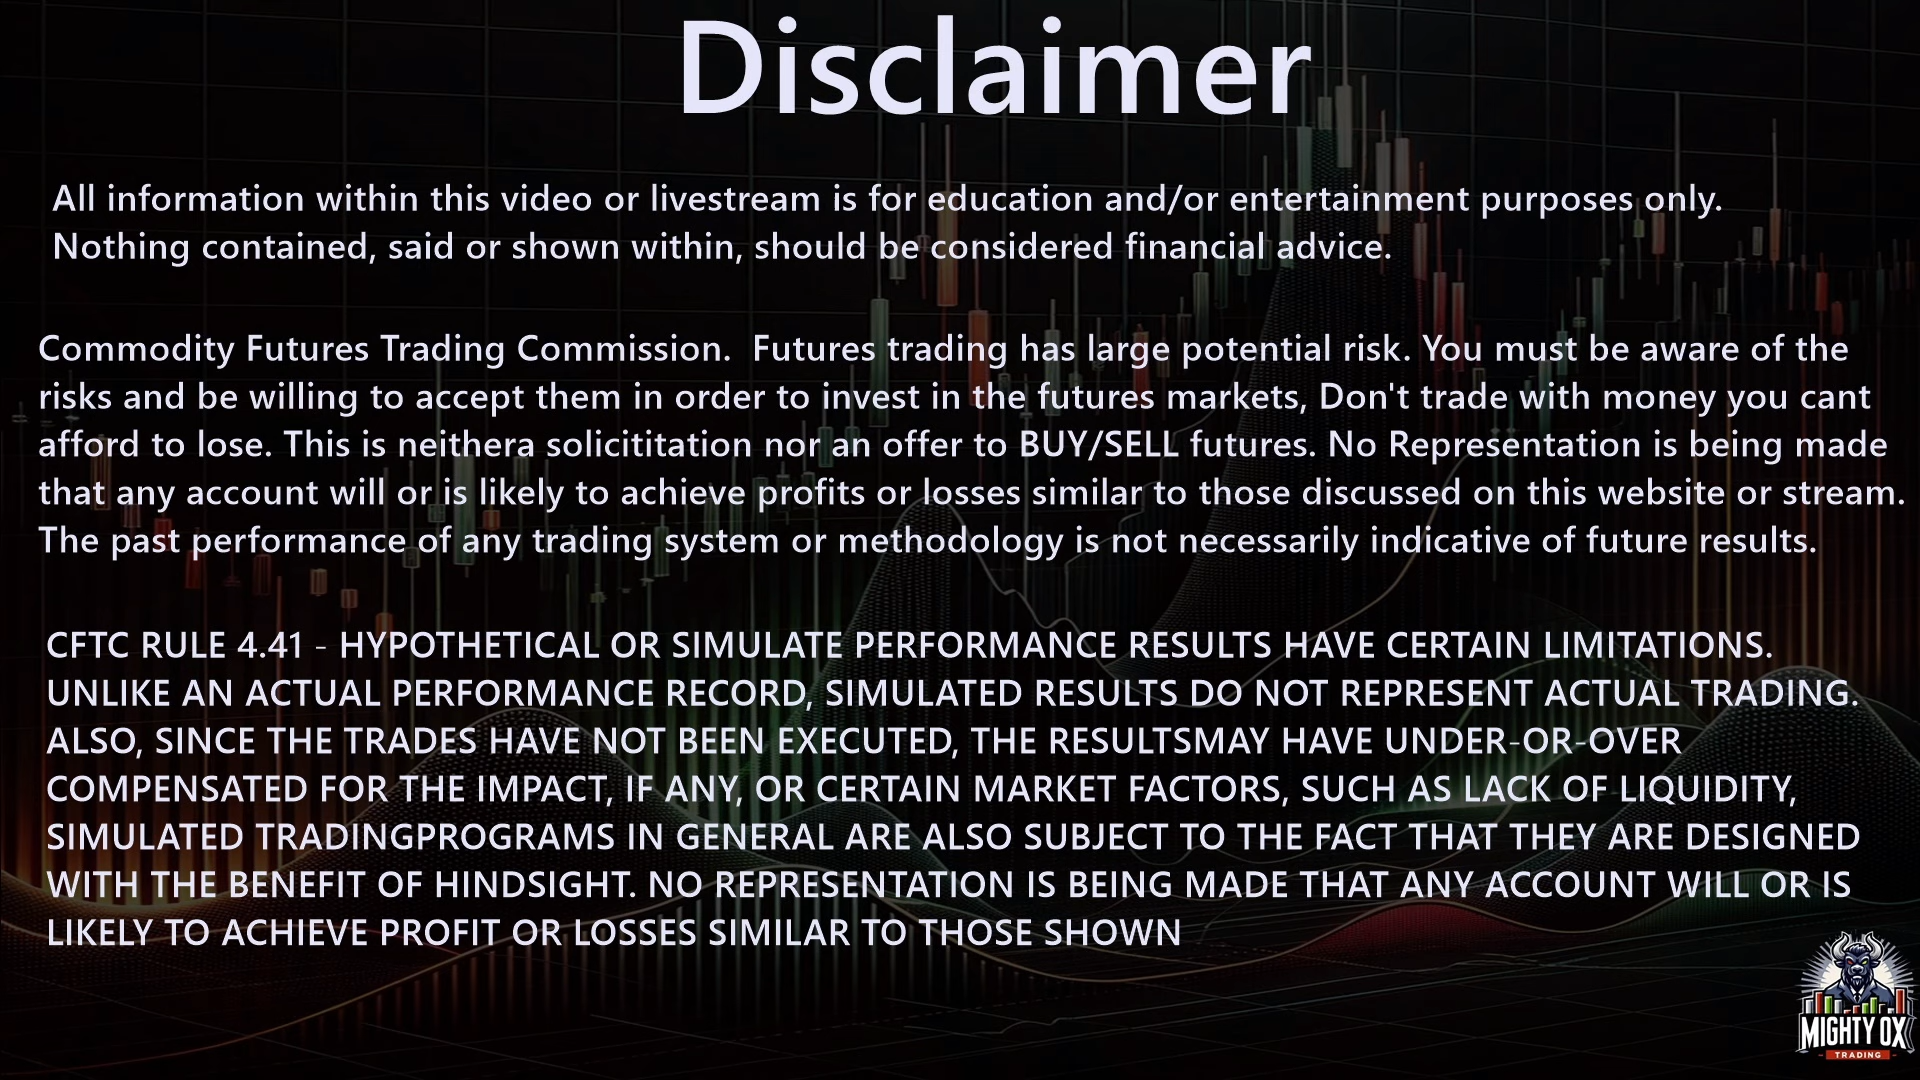 Disclaimer
All information within this video or livestream is for education and/or entertainment purposes only.
Nothing contained, said or shown within, should be considered financial advice.
Commodity Futures Trading Commission.  Futures trading has large potential risk. You must be aware of the
risks and be willing to accept them in order to invest in the futures markets, Don't trade with money you cant
afford to lose. This is neithera solicititation nor an offer to BUY/SELL futures. No Representation is being made
that any account will or is likely to achieve profits or losses similar to those discussed on this website or stream.
The past performance of any trading system or methodology is not necessarily indicative of future results.
CFTC RULE 4.41 - HYPOTHETICAL OR SIMULATE PERFORMANCE RESULTS HAVE CERTAIN LIMITATIONS.
UNLIKE AN ACTUAL PERFORMANCE RECORD, SIMULATED RESULTS DO NOT REPRESENT ACTUAL TRADING.
ALSO, SINCE THE TRADES HAVE NOT BEEN EXECUTED, THE RESULTSMAY HAVE UNDER-OR-OVER
COMPENSATED FOR THE IMPACT, IF ANY, OR CERTAIN MARKET FACTORS, SUCH AS LACK OF LIQUIDITY,
SIMULATED TRADINGPROGRAMS IN GENERAL ARE ALSO SUBJECT TO THE FACT THAT THEY ARE DESIGNED
WITH THE BENEFIT OF HINDSIGHT. NO REPRESENTATION IS BEING MADE THAT ANY ACCOUNT WILL OR IS
LIKELY TO ACHIEVE PROFIT OR LOSSES SIMILAR TO THOSE SHOWN
MIGHTY OX
TRADING